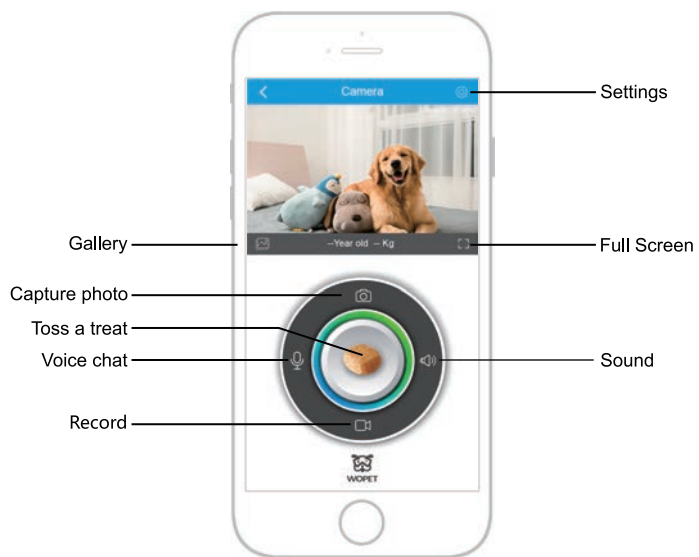 Camera
Settings
Gallery
--Year old -- Kg
Full Screen
Capture photo
Toss a treat
Voice chat
Sound
Record
WOPET